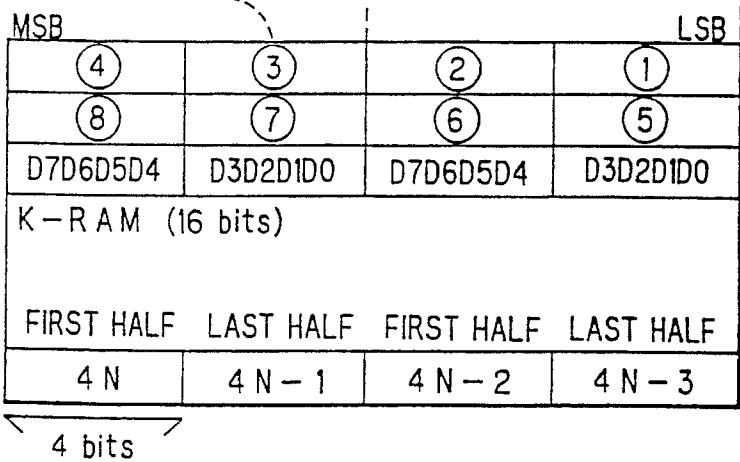 MSB LSB
④ ③ ② ①
⑧ ⑦ ⑥ ⑤
D7D6D5D4 D3D2D1D0 D7D6D5D4 D3D2D1D0
K-RAM (16 bits)
FIRST HALF LAST HALF FIRST HALF LAST HALF
4N 4N-1 4N-2 4N-3
4 bits